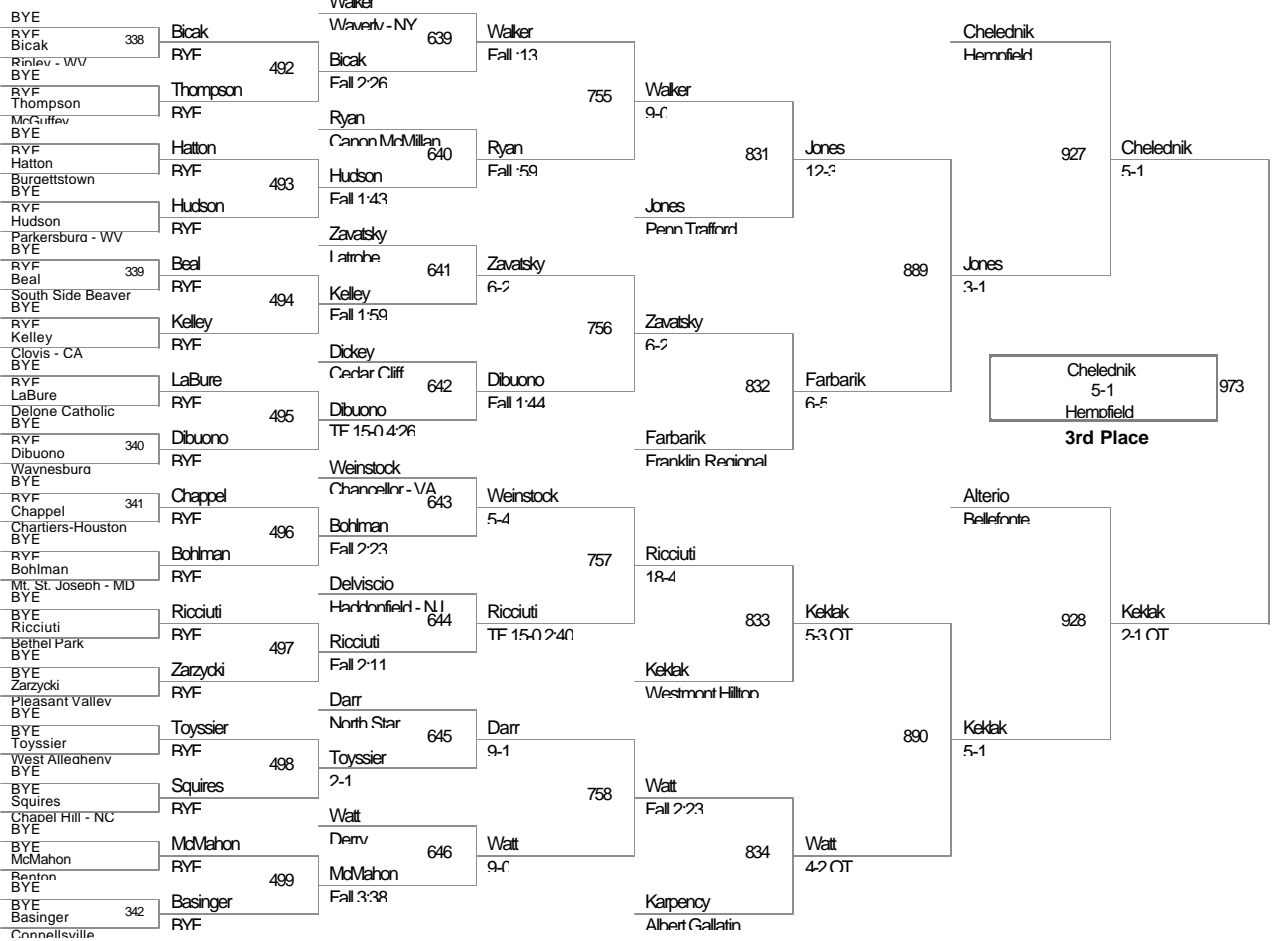 BYE
BYE
Bicak
338
Ripley - WV
BYE
BYE
Thompson
McGuffey
BYE
BYE
Hatton
Burgettstown
BYE
BYE
Hudson
Parkersburg - WV
BYE
BYE
Beal
339
South Side Beaver
BYE
BYE
Kelley
Clovis - CA
BYE
BYE
LaBure
Delone Catholic
BYE
BYE
Dibuono
340
Waynesburg
BYE
BYE
Chappel
341
Chartiers-Houston
BYE
BYE
Bohlman
Mt. St. Joseph - MD
BYE
BYE
Ricciuti
Bethel Park
BYE
BYE
Zarzycki
Pleasant Valley
BYE
BYE
Toyssier
West Allegheny
BYE
BYE
Squires
Chapel Hill - NC
BYE
BYE
McMahon
Benton
BYE
BYE
Basinger
342
Connellsville
Bicak
BYE
492
Thompson
BYE
Hatton
BYE
493
Hudson
BYE
Beal
BYE
494
Kelley
BYE
LaBure
BYE
495
Dibuono
BYE
Chappel
BYE
496
Bohlman
BYE
Ricciuti
BYE
497
Zarzycki
BYE
Toyssier
BYE
498
Squires
BYE
McMahon
BYE
499
Basinger
BYE
Walker
Waverly - NY
639
Bicak
Fall 2:26
Ryan
Canon McMillan
640
Hudson
Fall 1:43
Zavatsky
Latrobe
641
Kelley
Fall 1:59
Dickey
Cedar Cliff
642
Dibuono
TF 15-0 4:26
Weinstock
Chancellor - VA
643
Bohlman
Fall 2:23
Delviscio
Haddonfield - NJ
644
Ricciuti
Fall 2:11
Darr
North Star
645
Toyssier
2-1
Watt
Derry
646
McMahon
Fall 3:38
Walker
Fall :13
755
Ryan
Fall :59
Zavatsky
6-2
756
Dibuono
Fall 1:44
Weinstock
5-4
757
Ricciuti
TF 15-0 2:40
Darr
9-1
758
Watt
9-0
Walker
9-0
831
Jones
Penn Trafford
Zavatsky
6-2
832
Farbarik
Franklin Regional
Ricciuti
18-4
833
Keklak
Westmont Hilltop
Watt
Fall 2:23
834
Karpency
Albert Gallatin
Jones
12-3
889
Farbarik
6-5
Keklak
5-3 OT
890
Watt
4-2 OT
Chelednik
Hempfield
927
Jones
3-1
Alterio
Bellefonte
928
Keklak
5-1
Chelednik
5-1
Keklak
2-1 OT
Chelednik
5-1
Hempfield
973
3rd Place